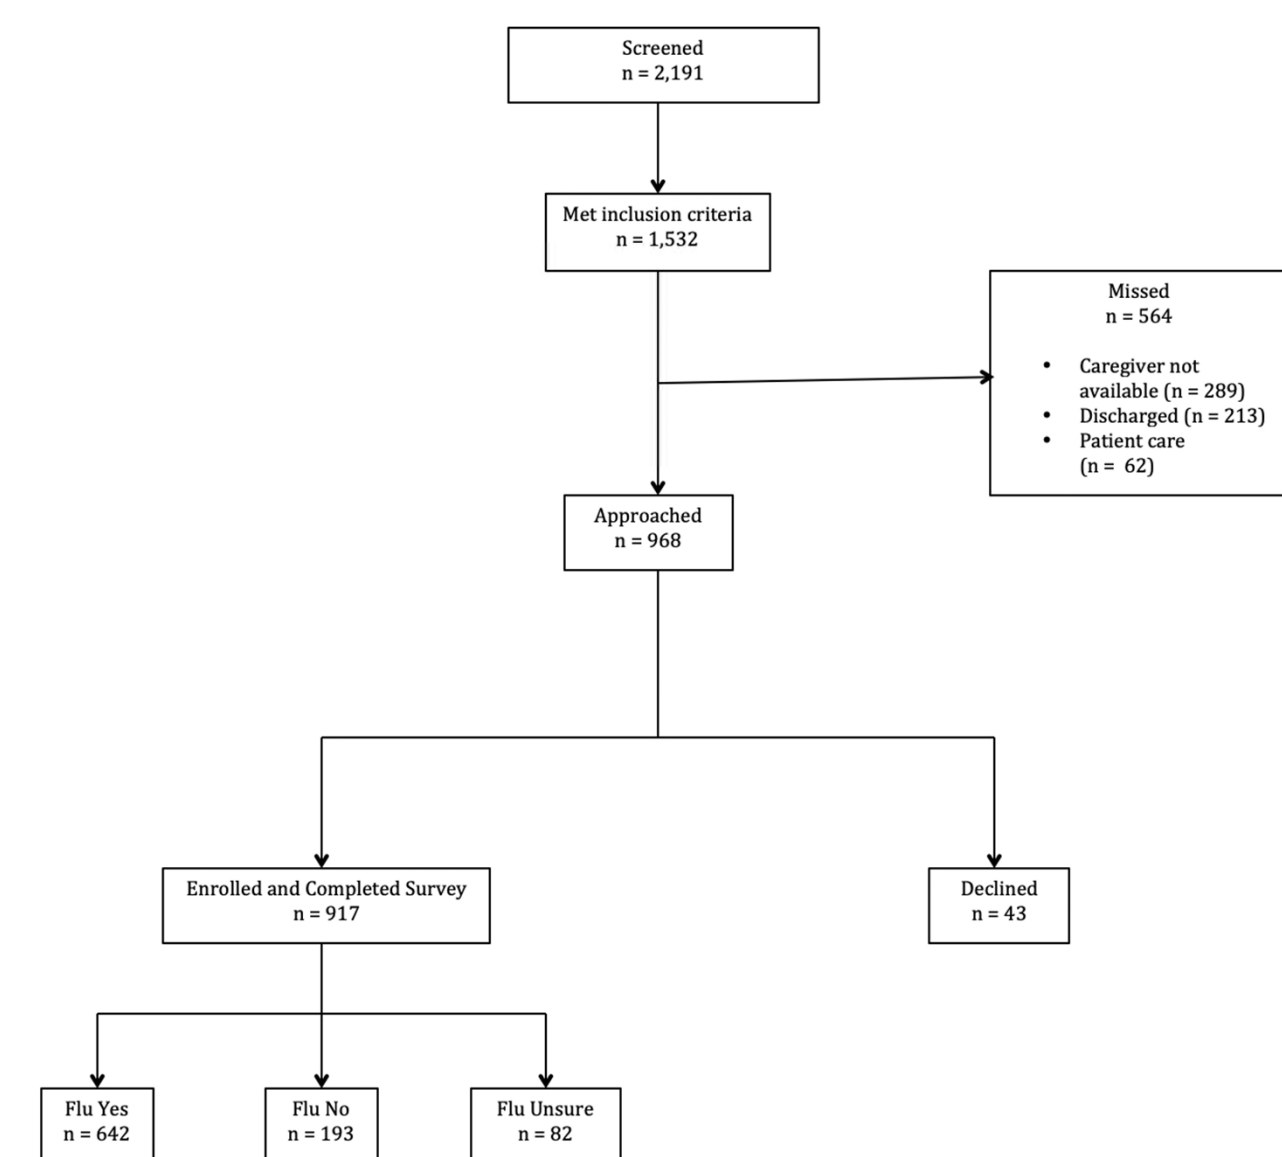 Screened
n = 2,191
Met inclusion criteria
n = 1,532
Missed
n = 564
• Caregiver not
available (n = 289)
• Discharged (n = 213)
• Patient care
(n =  62)
Approached
n = 968
Enrolled and Completed Survey
n = 917
Declined
n = 43
Flu Yes
n = 642
Flu No
n = 193
Flu Unsure
n = 82